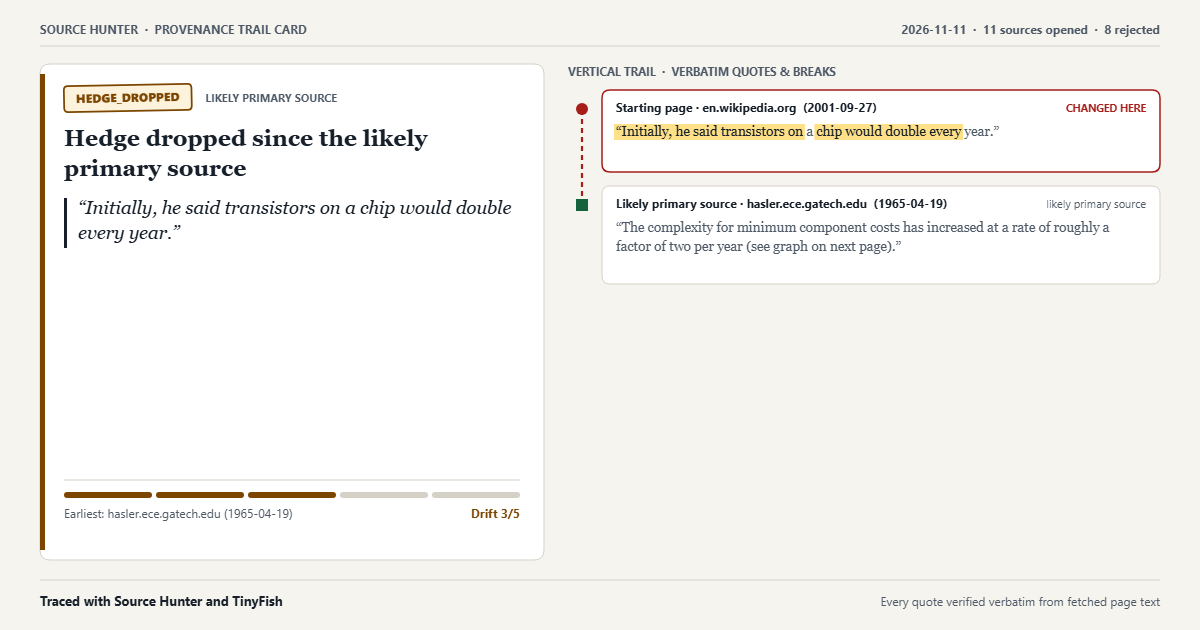 SOURCE HUNTER · PROVENANCE TRAIL CARD
2026-11-11 · 11 sources opened · 8 rejected
HEDGE_DROPPED
LIKELY PRIMARY SOURCE
Hedge dropped since the likely
primary source
“Initially, he said transistors on a chip would double
every year.”
Earliest: hasler.ece.gatech.edu (1965-04-19)
Drift 3/5
VERTICAL TRAIL · VERBATIM QUOTES & BREAKS
Starting page · en.wikipedia.org (2001-09-27)
CHANGED HERE
“Initially, he said transistors on a chip would double every year.”
Likely primary source · hasler.ece.gatech.edu (1965-04-19)
likely primary source
“The complexity for minimum component costs has increased at a rate of roughly a
factor of two per year (see graph on next page).”
Traced with Source Hunter and TinyFish
Every quote verified verbatim from fetched page text